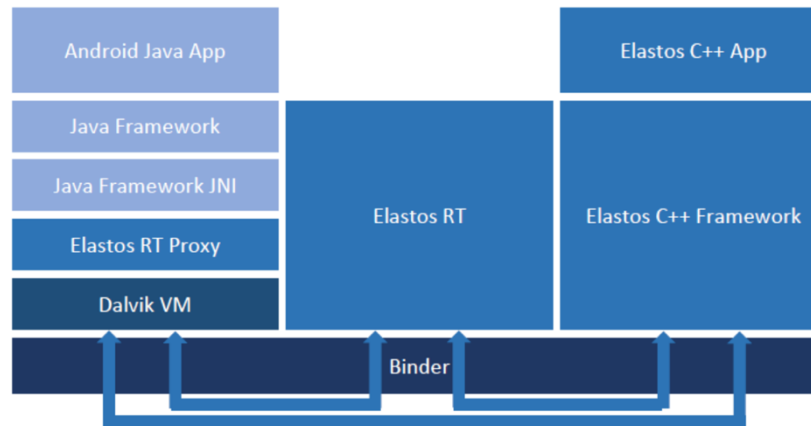 Android Java App
Elastos C++ App
Java Framework
Java Framework JNI
Elastos RT
Elastos C++ Framework
Elastos RT Proxy
Dalvik VM
Binder